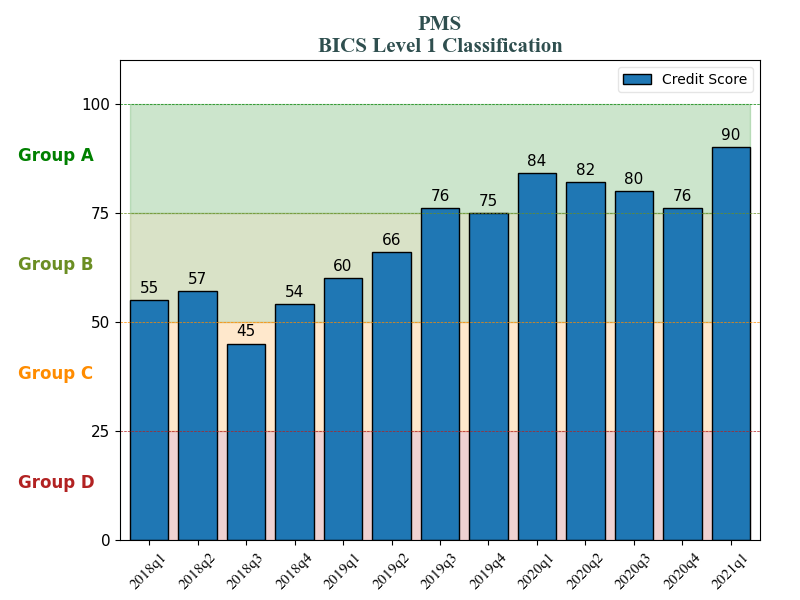 PMS
BICS Level 1 Classification
Credit Score
100
75
50
25
0
Group A
Group B
Group C
Group D
55
57
45
54
60
66
76
75
84
82
80
76
90
2018q1
2018q2
2018q3
2018q4
2019q1
2019q2
2019q3
2019q4
2020q1
2020q2
2020q3
2020q4
2021q1